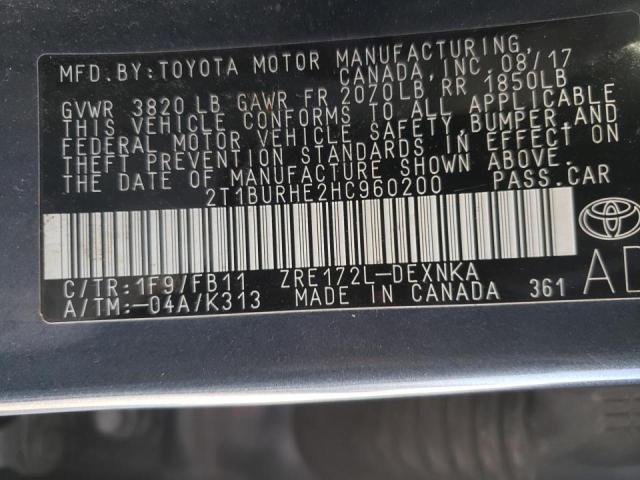 MFD.BY:TOYOTA MOTOR MANUFACTURING,
CANADA, INC. 08/17
GVWR 3820 LB GAWR FR 2070LB RR 1850LB
THIS VEHICLE CONFORMS TO ALL APPLICABLE
FEDERAL MOTOR VEHICLE SAFETY,BUMPER AND
THEFT PREVENTION STANDARDS IN EFFECT ON
THE DATE OF MANUFACTURE SHOWN ABOVE.
2T1BURHE2HC960200 PASS.CAR
TOYOTA
C/TR:1F9/FB11 ZRE172L-DEXNKA
A/TM:-04A/K313 MADE IN CANADA 361
A